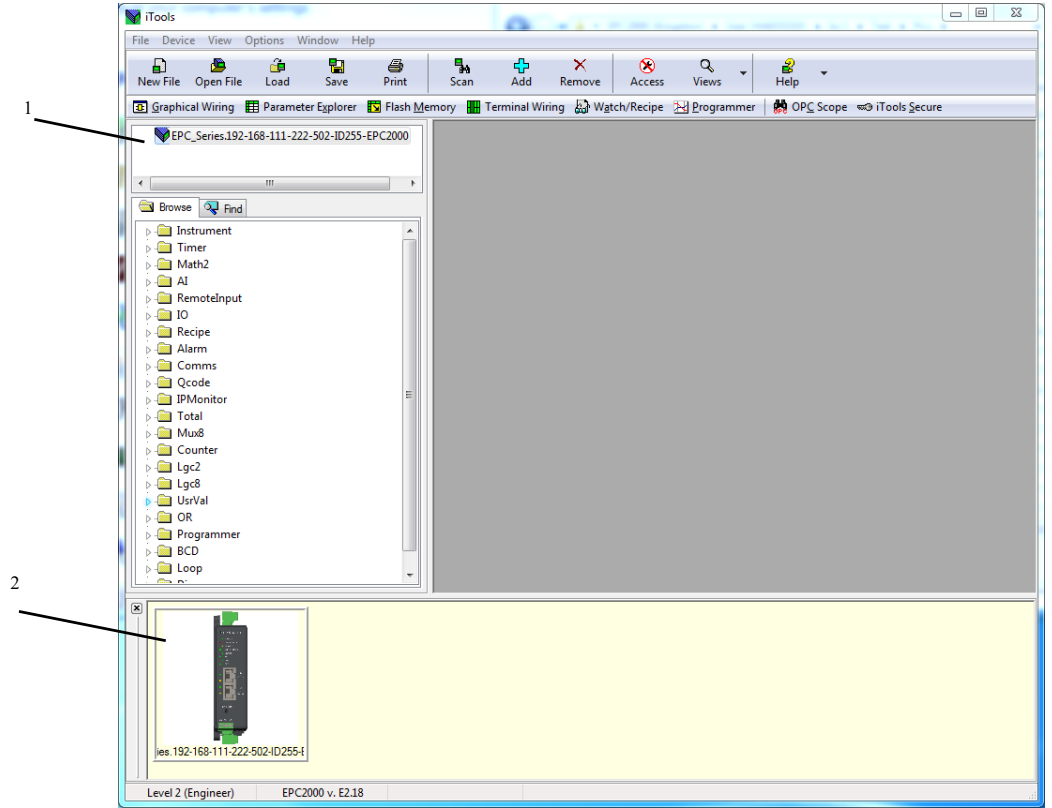 iTools
File Device View Options Window Help
New File Open File Load Save Print Scan Add Remove Access Views Help
Graphical Wiring Parameter Explorer Flash Memory Terminal Wiring Watch/Recipe Programmer OPC Scope iTools Secure
1
EPC_Series.192-168-111-222-502-ID255-EPC2000
Browse Find
Instrument
Timer
Math2
AI
RemoteInput
IO
Recipe
Alarm
Comms
Qcode
IPMonitor
Total
Mux8
Counter
Lgc2
Lgc8
UsrVal
OR
Programmer
BCD
Loop
2
ies.192-168-111-222-502-ID255-E
Level 2 (Engineer) EPC2000 v. E2.18